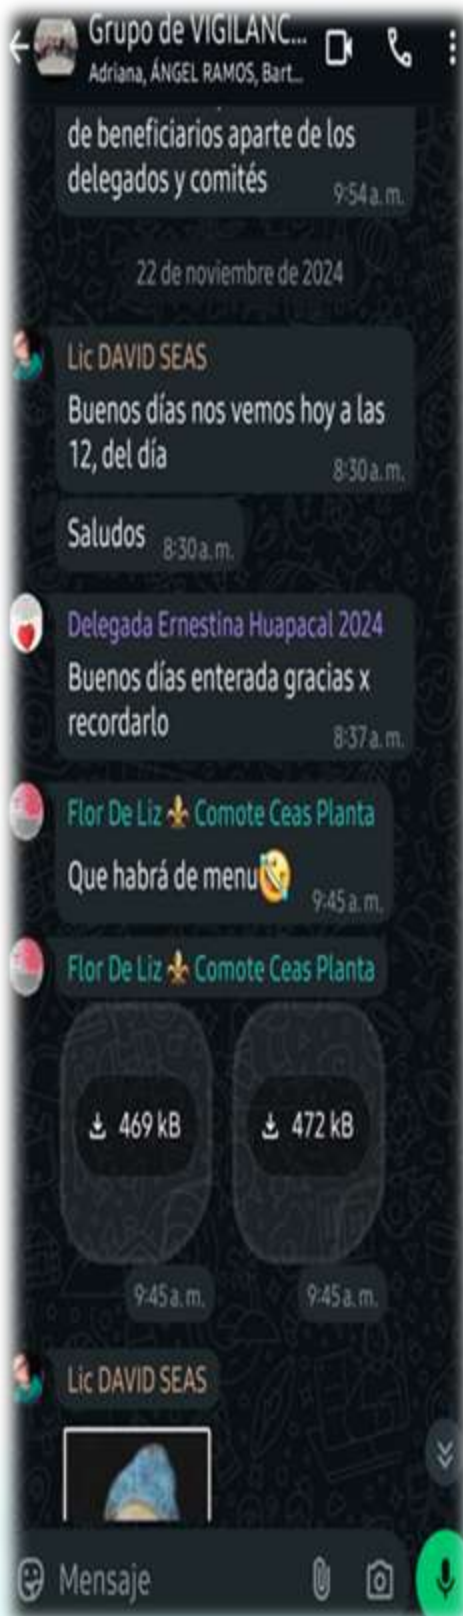 Grupo de VIGILANC...
Adriana, ÁNGEL RAMOS, Bart...
de beneficiarios aparte de los
delegados y comités
9:54 a. m.
22 de noviembre de 2024
Lic DAVID SEAS
Buenos días nos vemos hoy a las
12, del día
8:30 a. m.
Saludos 8:30 a. m.
Delegada Ernestina Huapacal 2024
Buenos días enterada gracias x
recordarlo
8:37 a. m.
Flor De Liz ⚜️ Comote Ceas Planta
Que habrá de menu🤣
9:45 a. m.
Flor De Liz ⚜️ Comote Ceas Planta
469 kB 472 kB
9:45 a. m. 9:45 a. m.
Lic DAVID SEAS
Mensaje